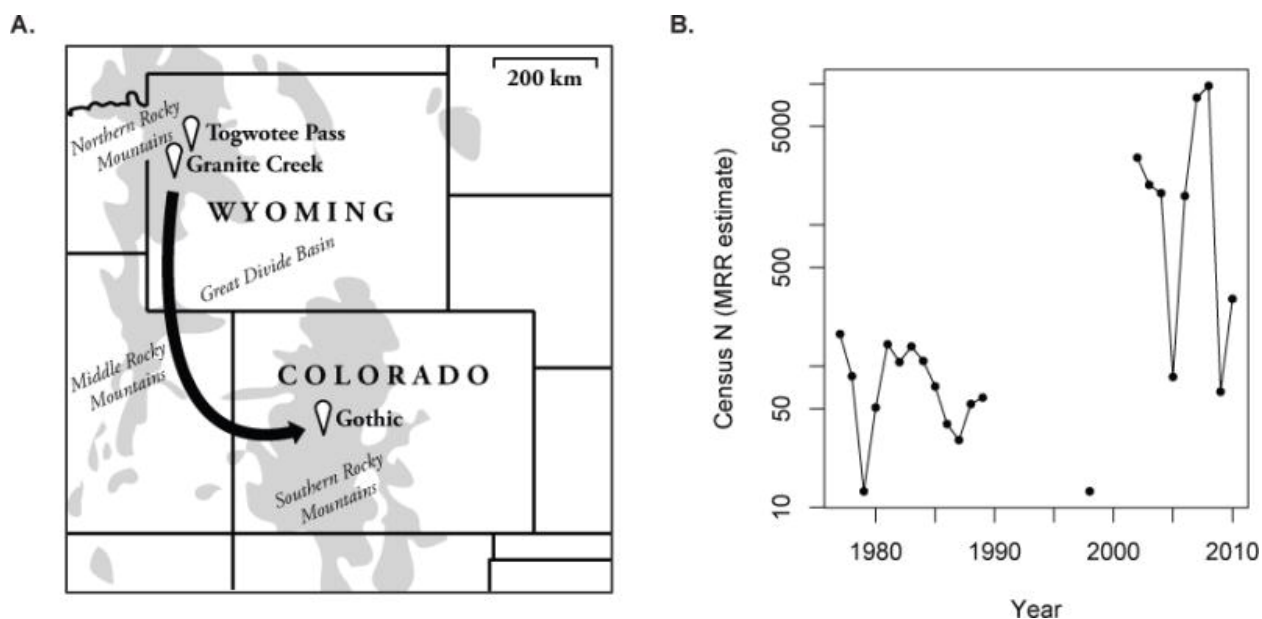 A.
200 km
Northern Rocky
Mountains
Togwotee Pass
Granite Creek
WYOMING
Great Divide Basin
Middle Rocky
Mountains
COLORADO
Gothic
Southern Rocky
Mountains
B.
Census N (MRR estimate)
5000
500
50
10
1980
1990
2000
2010
Year